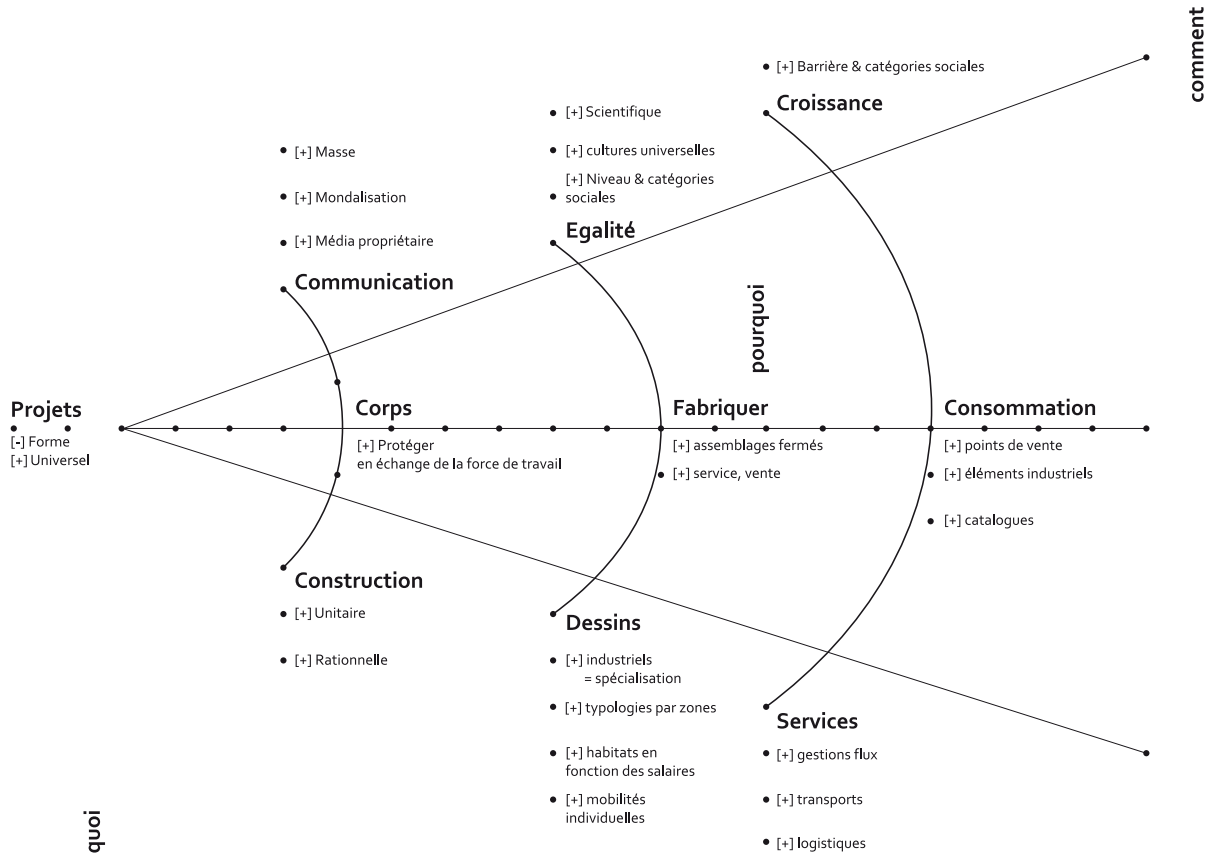 comment
[+] Barrière & catégories sociales
Croissance
[+] Scientifique
[+] cultures universelles
[+] Niveau & catégories
sociales
Egalité
[+] Masse
[+] Mondalisation
[+] Média propriétaire
Communication
pourquoi
Projets
[-] Forme
[+] Universel
Corps
[+] Protéger
en échange de la force de travail
Fabriquer
[+] assemblages fermés
[+] service, vente
Consommation
[+] points de vente
[+] éléments industriels
[+] catalogues
Construction
[+] Unitaire
[+] Rationnelle
Dessins
[+] industriels
= spécialisation
[+] typologies par zones
[+] habitats en
fonction des salaires
[+] mobilités
individuelles
Services
[+] gestions flux
[+] transports
[+] logistiques
quoi